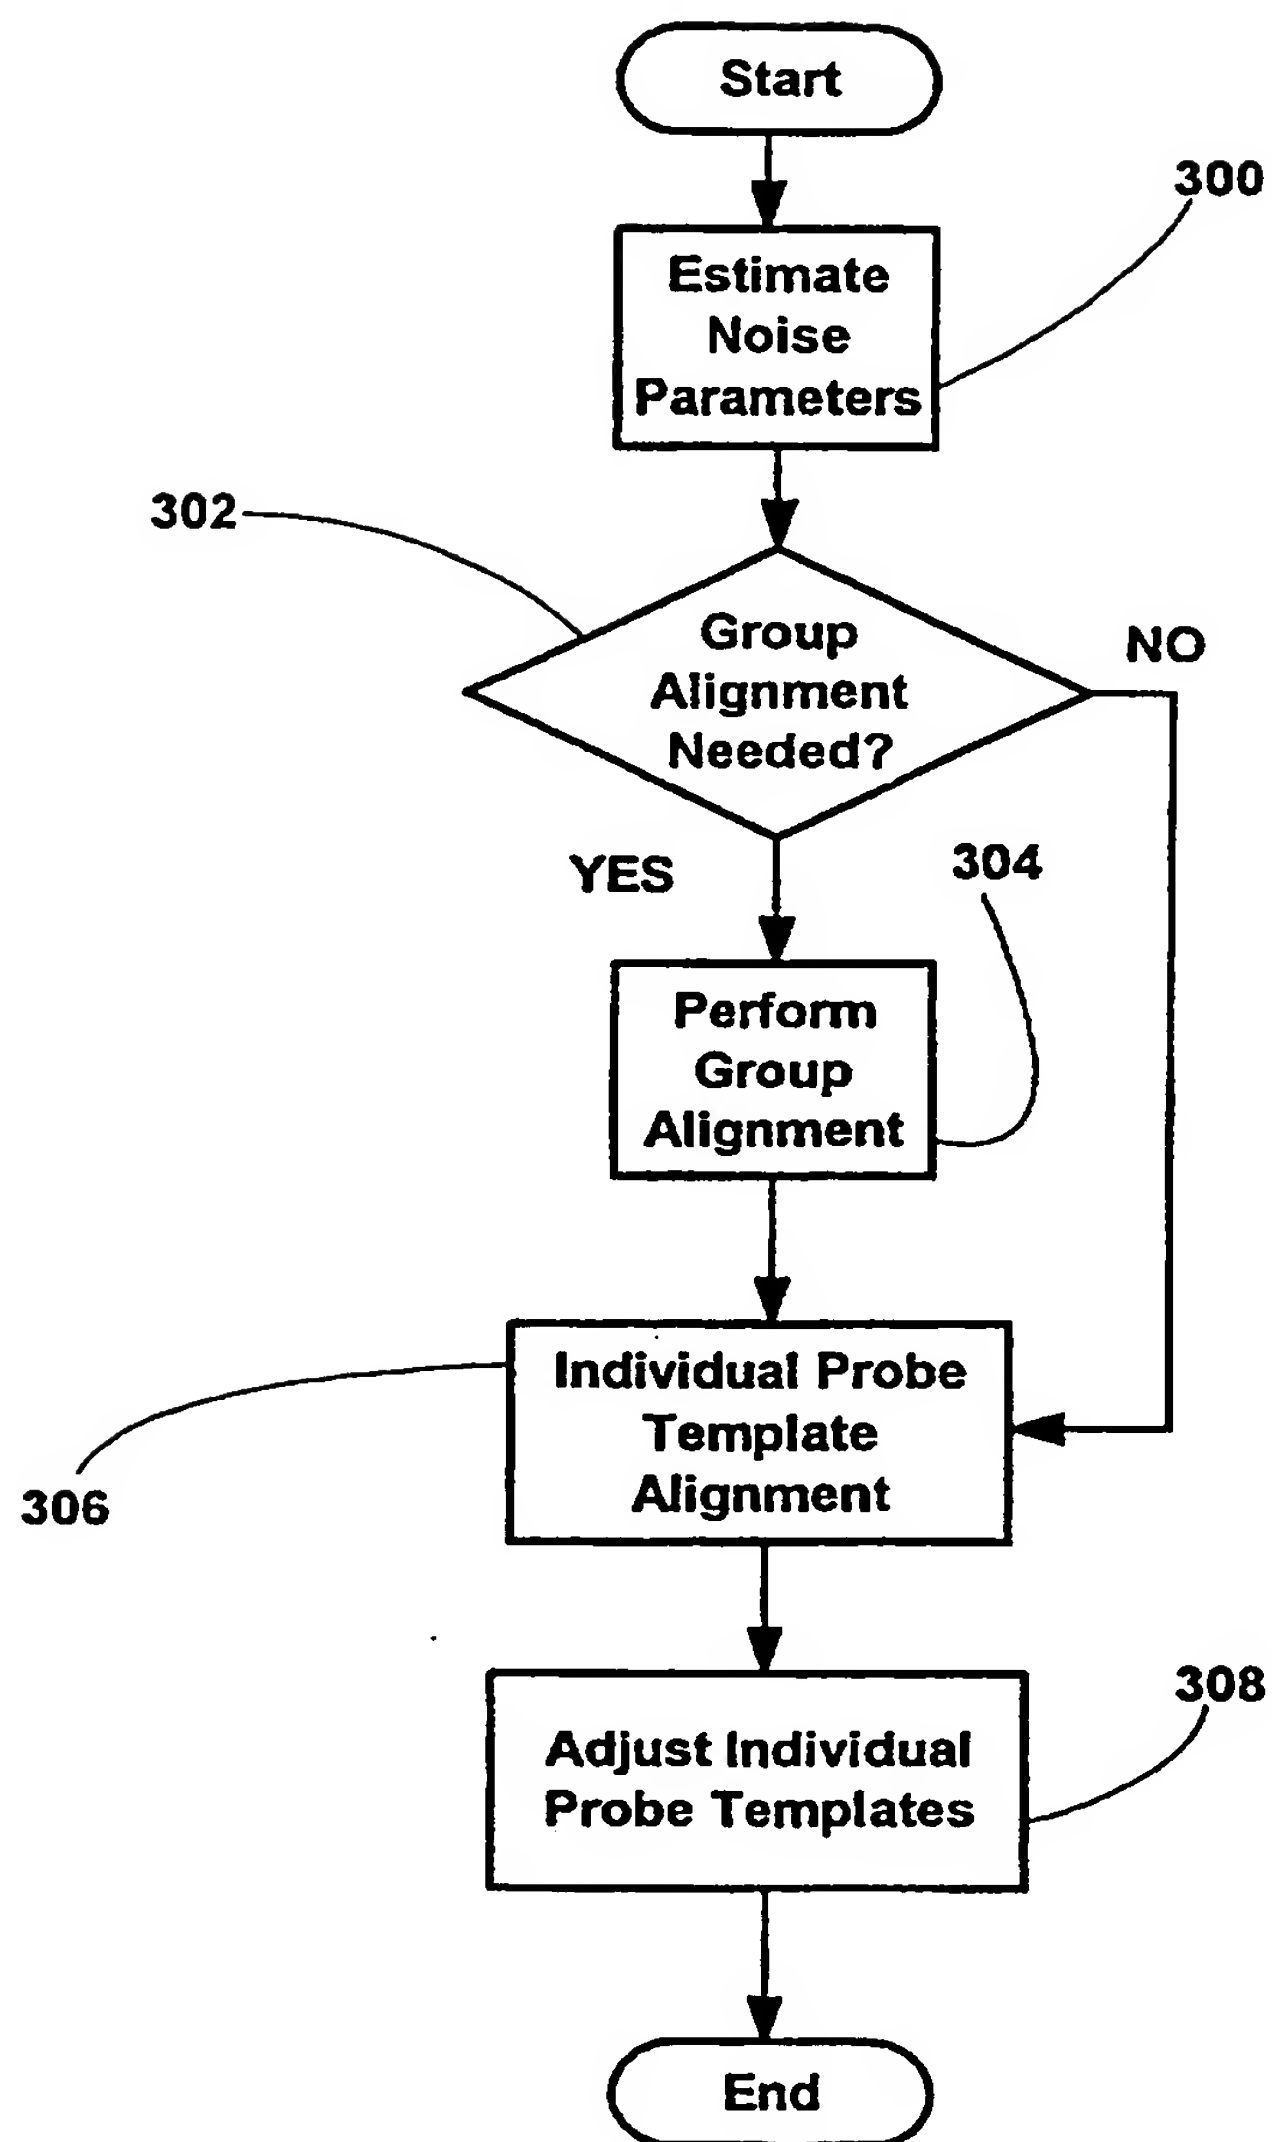 Start
300
Estimate
Noise
Parameters
302
Group
Alignment
Needed?
NO
YES
304
Perform
Group
Alignment
Individual Probe
Template
Alignment
306
308
Adjust Individual
Probe Templates
End